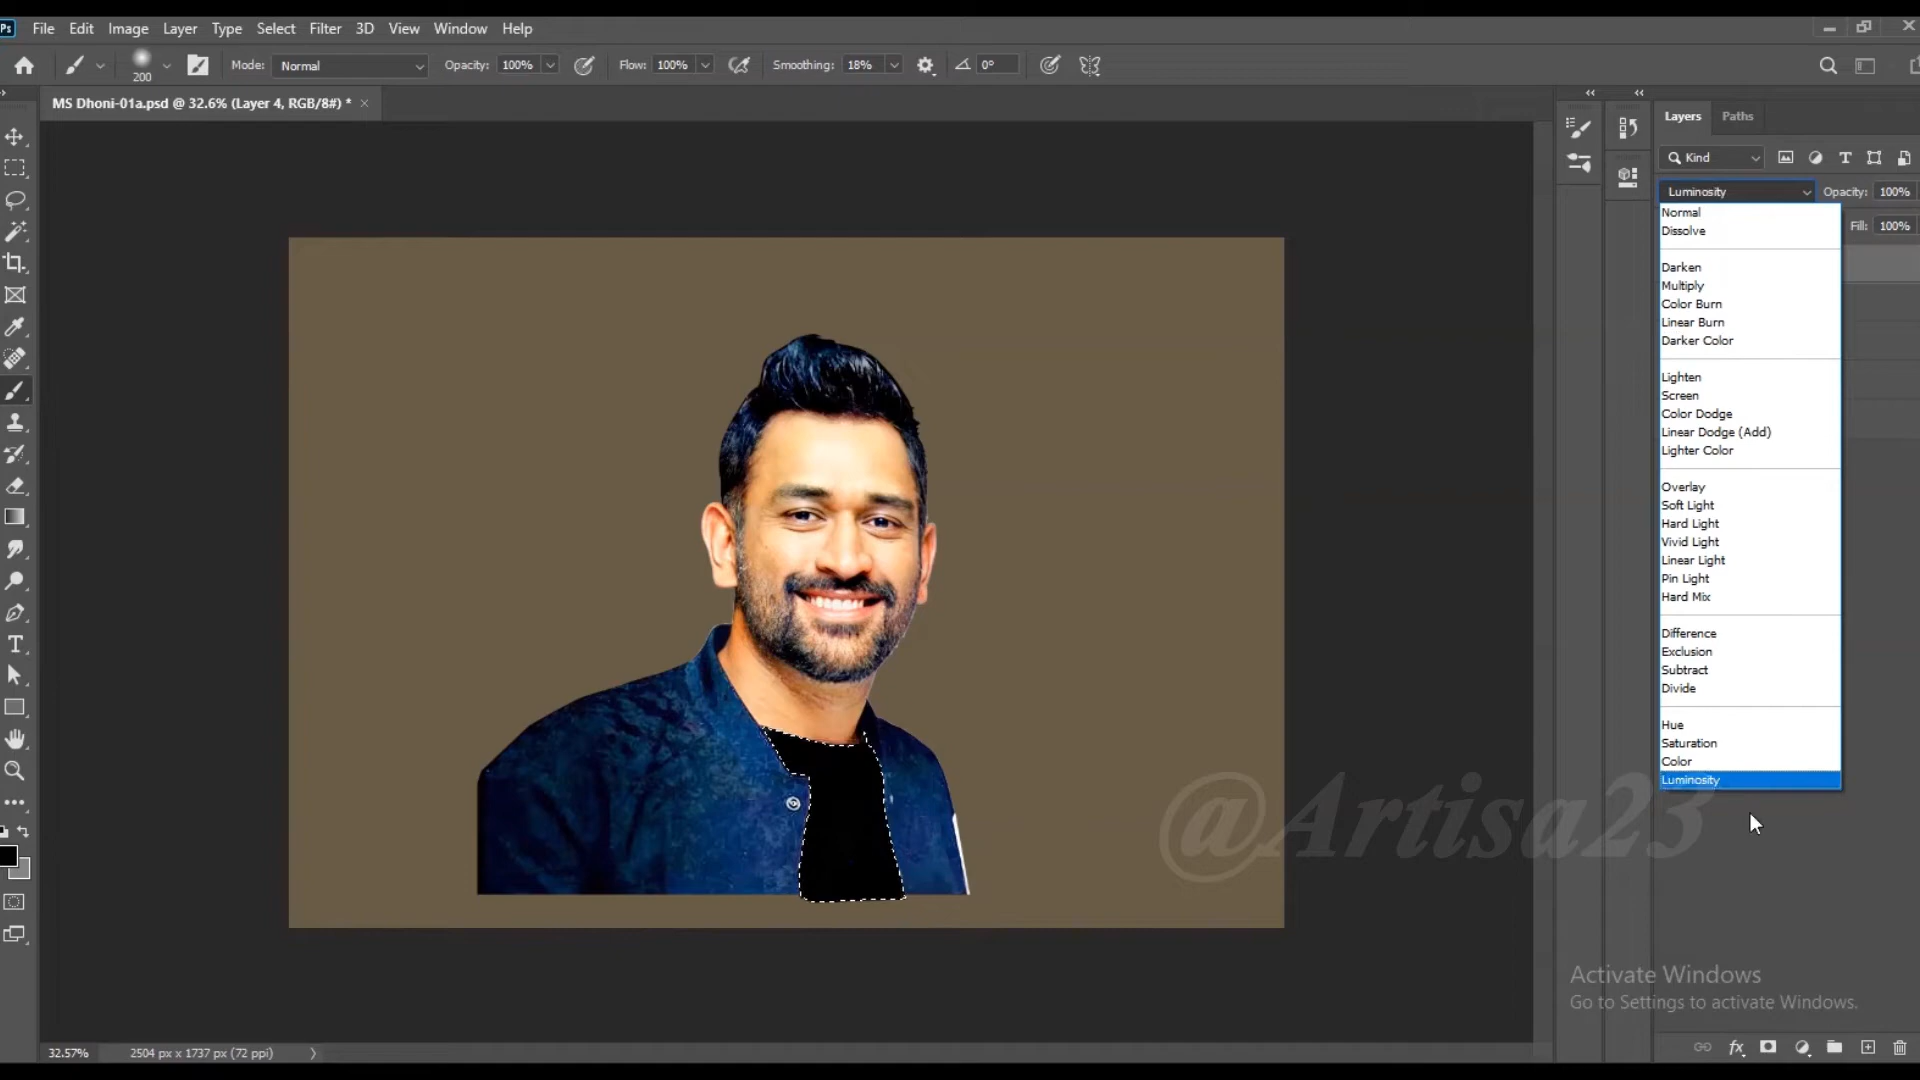 Ps File Edit Image Layer Type Select Filter 3D View Window Help
200 Mode: Normal Opacity: 100% Flow: 100% Smoothing: 18% 0°
MS Dhoni-01a.psd @ 32.6% (Layer 4, RGB/8#) * ×
Layers Paths
Kind
Luminosity Opacity: 100%
Fill: 100%
Normal
Dissolve
Darken
Multiply
Color Burn
Linear Burn
Darker Color
Lighten
Screen
Color Dodge
Linear Dodge (Add)
Lighter Color
Overlay
Soft Light
Hard Light
Vivid Light
Linear Light
Pin Light
Hard Mix
Difference
Exclusion
Subtract
Divide
Hue
Saturation
Color
Luminosity
@Artisa23
Activate Windows
Go to Settings to activate Windows.
32.57% 2504 px x 1737 px (72 ppi)